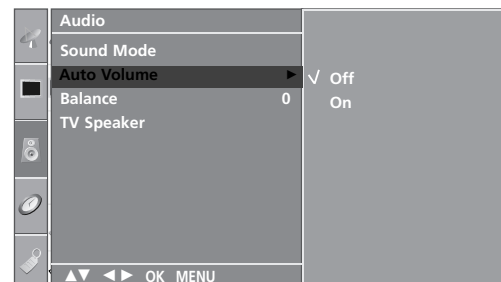 Audio
Sound Mode
Auto Volume ►
Balance 0
TV Speaker
▲▼ ◄► OK MENU
√ Off
On